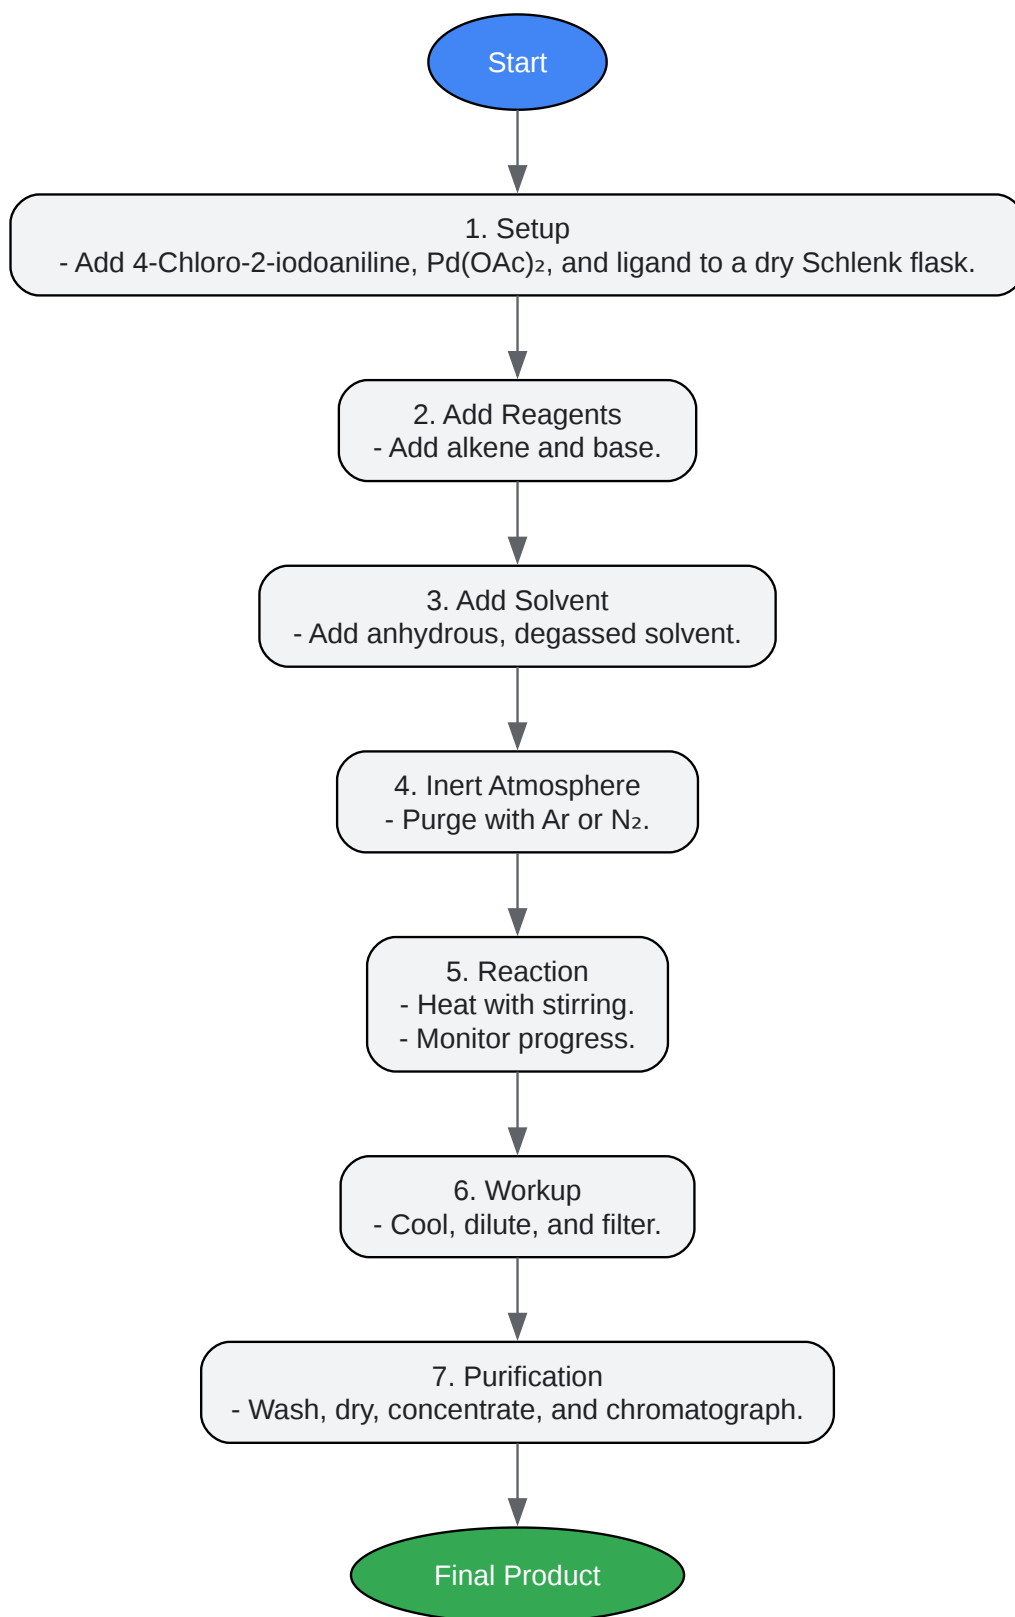 Start
1. Setup
- Add 4-Chloro-2-iodoaniline, Pd(OAc)₂, and ligand to a dry Schlenk flask.
2. Add Reagents
- Add alkene and base.
3. Add Solvent
- Add anhydrous, degassed solvent.
4. Inert Atmosphere
- Purge with Ar or N₂.
5. Reaction
- Heat with stirring.
- Monitor progress.
6. Workup
- Cool, dilute, and filter.
7. Purification
- Wash, dry, concentrate, and chromatograph.
Final Product